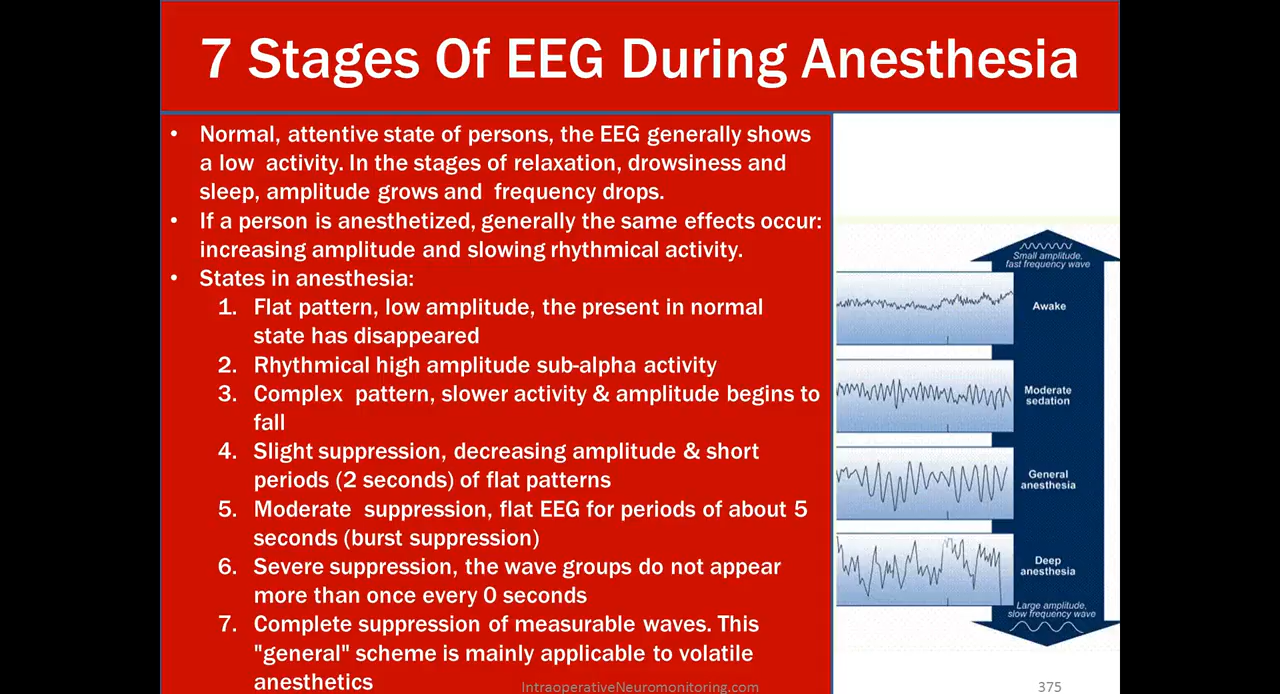 7 Stages Of EEG During Anesthesia
• Normal, attentive state of persons, the EEG generally shows
a low  activity. In the stages of relaxation, drowsiness and
sleep, amplitude grows and  frequency drops.
• If a person is anesthetized, generally the same effects occur:
increasing amplitude and slowing rhythmical activity.
• States in anesthesia:
1. Flat pattern, low amplitude, the present in normal
state has disappeared
2. Rhythmical high amplitude sub-alpha activity
3. Complex  pattern, slower activity & amplitude begins to
fall
4. Slight suppression, decreasing amplitude & short
periods (2 seconds) of flat patterns
5. Moderate  suppression, flat EEG for periods of about 5
seconds (burst suppression)
6. Severe suppression, the wave groups do not appear
more than once every 0 seconds
7. Complete suppression of measurable waves. This
"general" scheme is mainly applicable to volatile
anesthetics
Small amplitude,
fast frequency wave
Awake
Moderate
sedation
General
anesthesia
Deep
anesthesia
Large amplitude,
slow frequency wave
IntraoperativeNeuromonitoring.com
375